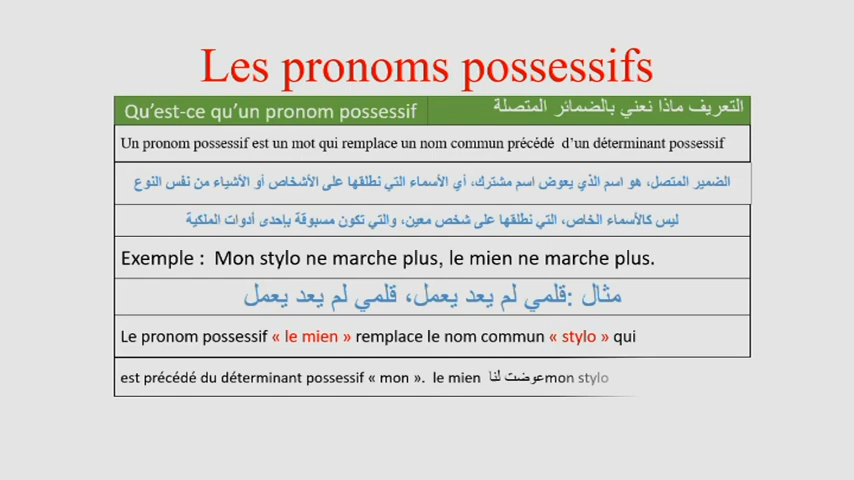 Les pronoms possessifs
Qu’est-ce qu’un pronom possessif التعريف ماذا نعني بالضمائر المتصلة
Un pronom possessif est un mot qui remplace un nom commun précédé d’un déterminant possessif
الضمير المتصل، هو اسم الذي يعوض اسم مشترك، أي الأسماء التي نطلقها على الأشخاص أو الأشياء من نفس النوع
ليس كالأسماء الخاص، التي نطلقها على شخص معين، والتي تكون مسبوقة بإحدى أدوات الملكية
Exemple : Mon stylo ne marche plus, le mien ne marche plus.
مثال :قلمي لم يعد يعمل، قلمي لم يعد يعمل
Le pronom possessif « le mien » remplace le nom commun « stylo » qui
est précédé du déterminant possessif « mon ». le mien عوضت لنا mon stylo